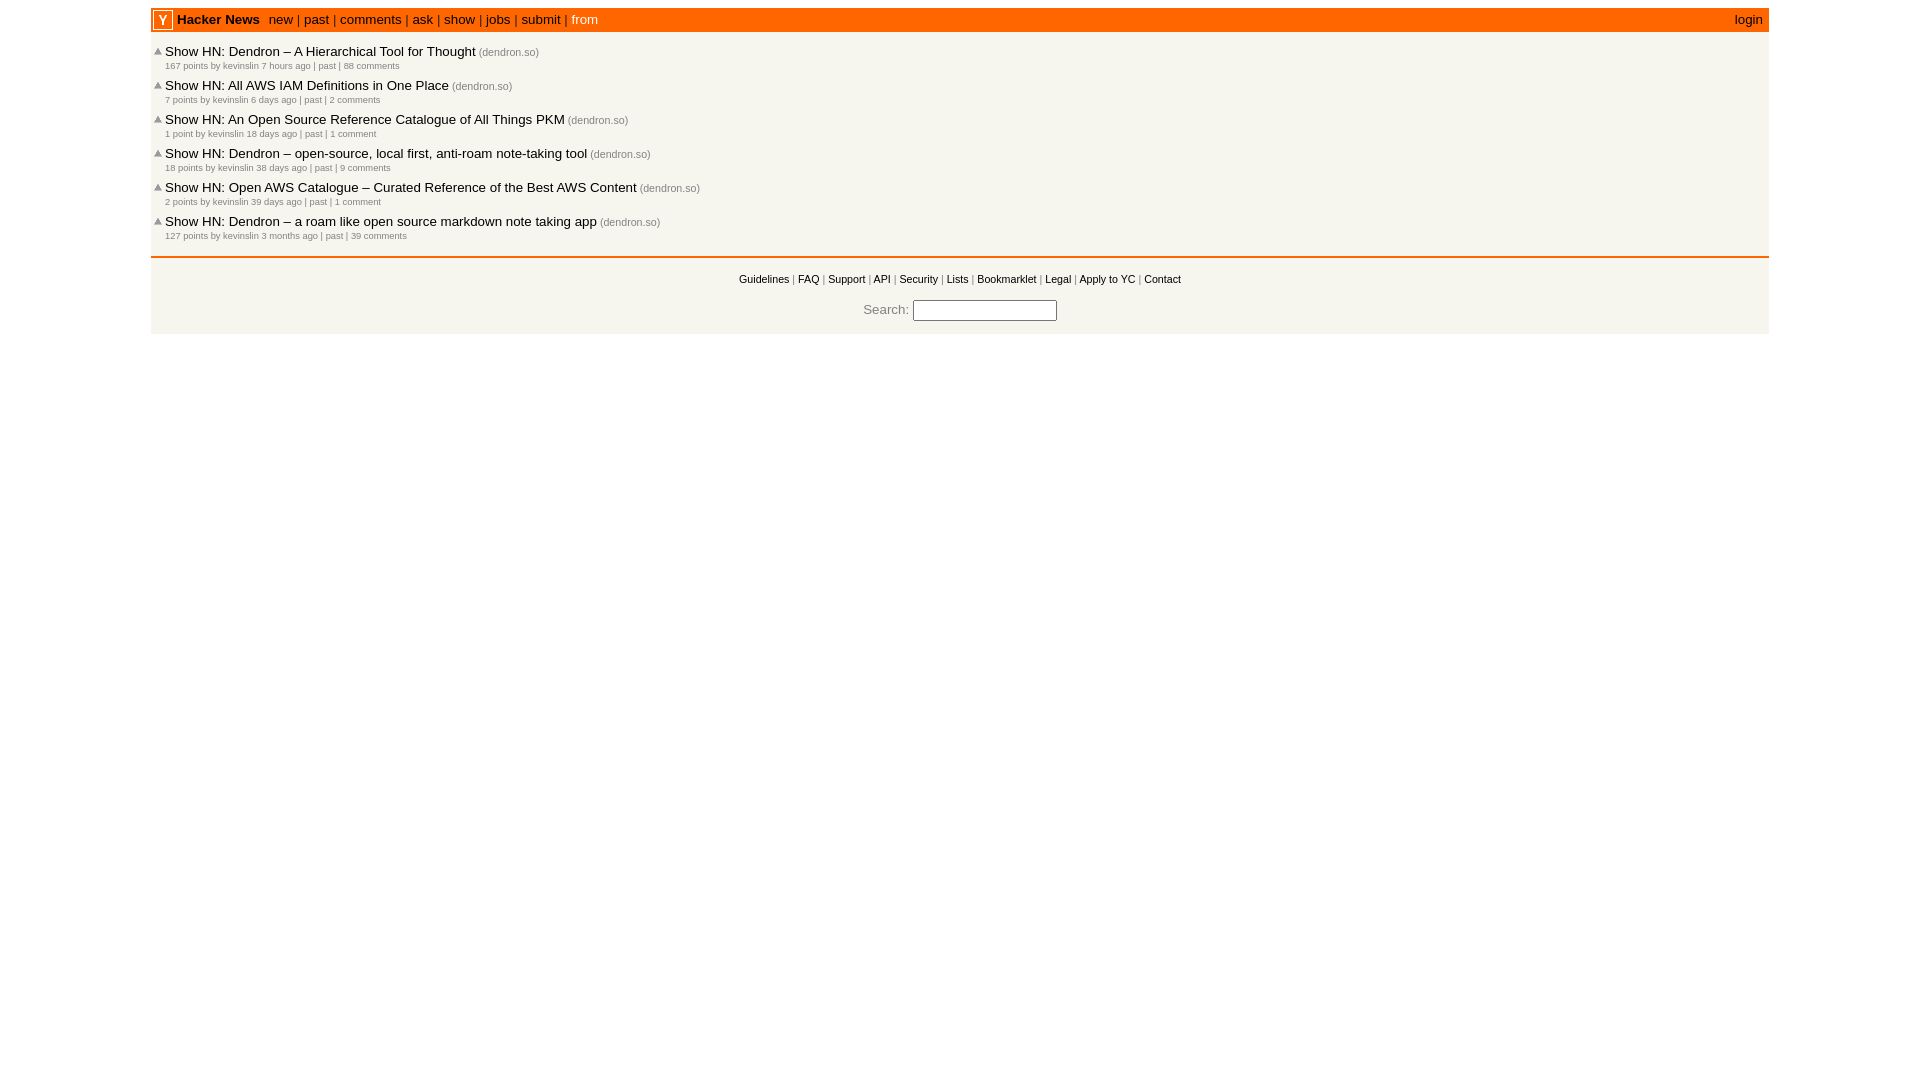 Y Hacker News new | past | comments | ask | show | jobs | submit | from login
Show HN: Dendron – A Hierarchical Tool for Thought (dendron.so)
167 points by kevinslin 7 hours ago | past | 88 comments
Show HN: All AWS IAM Definitions in One Place (dendron.so)
7 points by kevinslin 6 days ago | past | 2 comments
Show HN: An Open Source Reference Catalogue of All Things PKM (dendron.so)
1 point by kevinslin 18 days ago | past | 1 comment
Show HN: Dendron – open-source, local first, anti-roam note-taking tool (dendron.so)
18 points by kevinslin 38 days ago | past | 9 comments
Show HN: Open AWS Catalogue – Curated Reference of the Best AWS Content (dendron.so)
2 points by kevinslin 39 days ago | past | 1 comment
Show HN: Dendron – a roam like open source markdown note taking app (dendron.so)
127 points by kevinslin 3 months ago | past | 39 comments
Guidelines | FAQ | Support | API | Security | Lists | Bookmarklet | Legal | Apply to YC | Contact
Search: